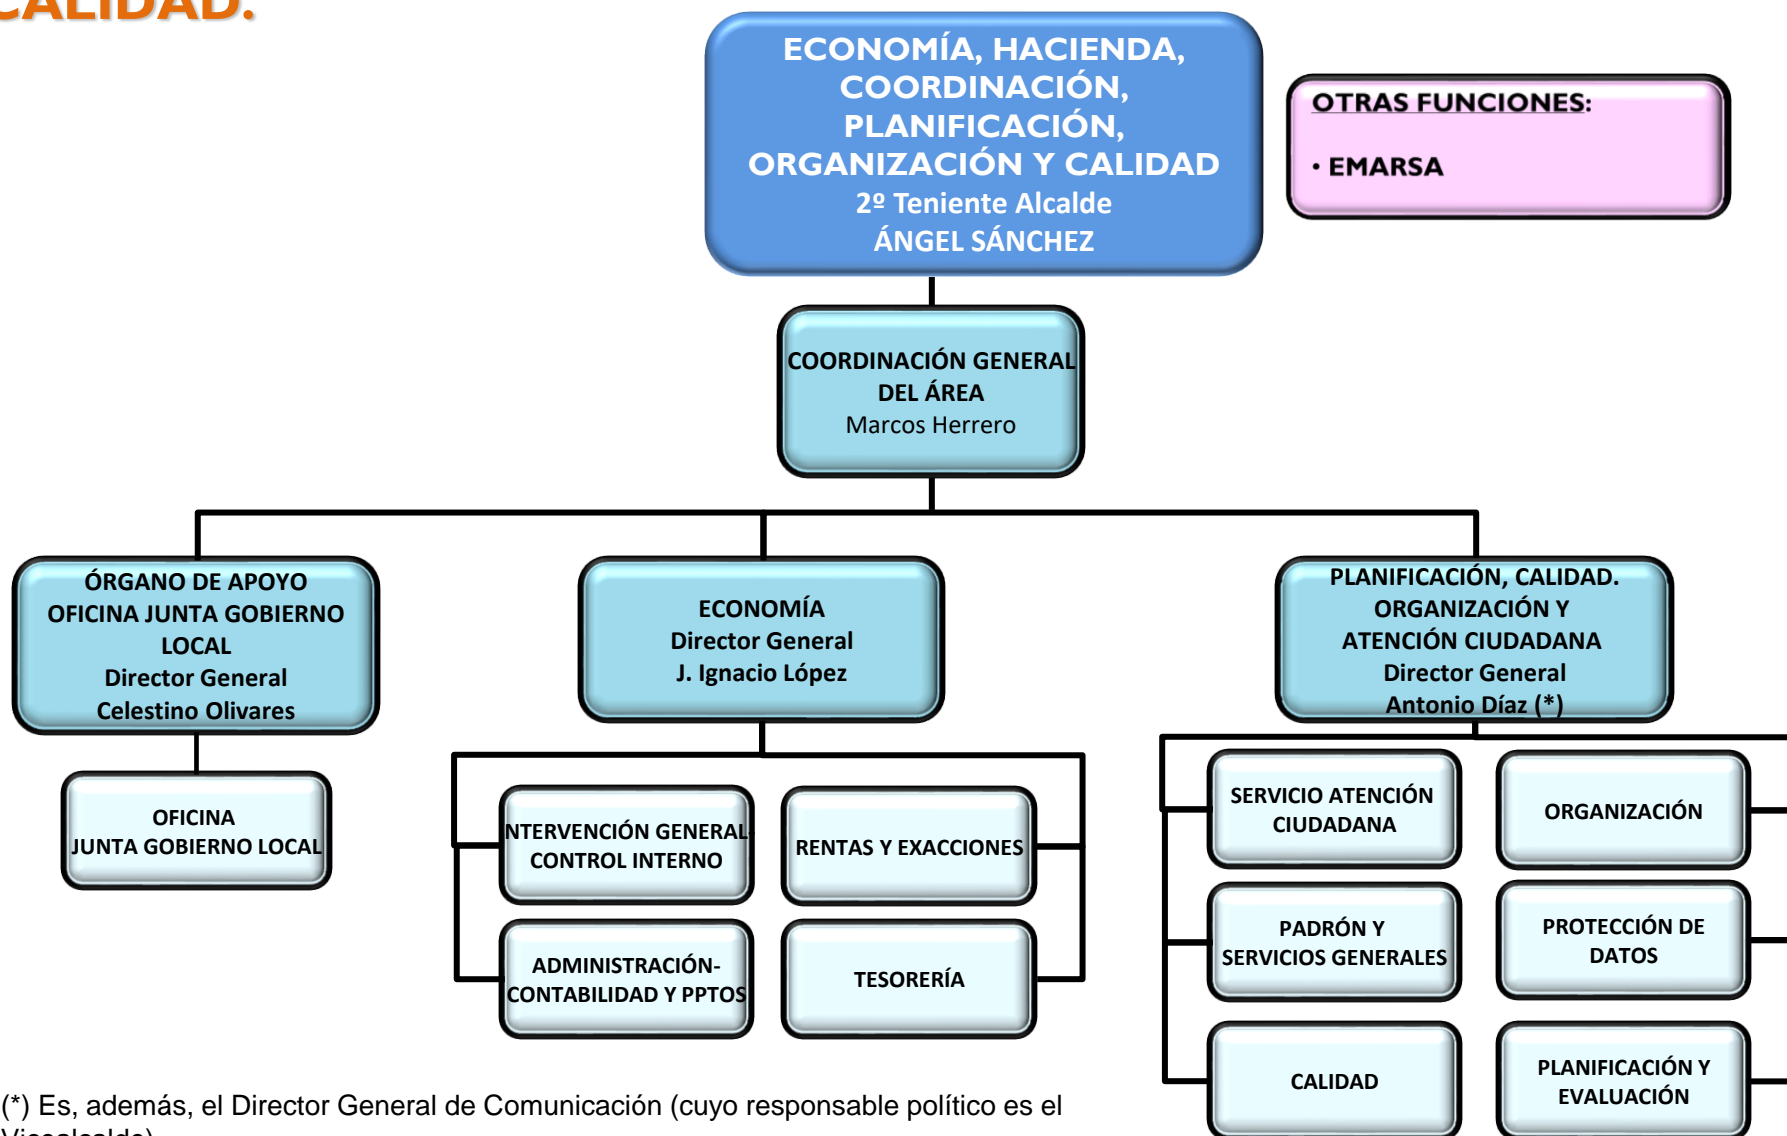 CALIDAD.
ECONOMÍA, HACIENDA,
COORDINACIÓN,
PLANIFICACIÓN,
ORGANIZACIÓN Y CALIDAD
2º Teniente Alcalde
ÁNGEL SÁNCHEZ
OTRAS FUNCIONES:
• EMARSA
COORDINACIÓN GENERAL
DEL ÁREA
Marcos Herrero
ÓRGANO DE APOYO
OFICINA JUNTA GOBIERNO
LOCAL
Director General
Celestino Olivares
ECONOMÍA
Director General
J. Ignacio López
PLANIFICACIÓN, CALIDAD.
ORGANIZACIÓN Y
ATENCIÓN CIUDADANA
Director General
Antonio Díaz (*)
OFICINA
JUNTA GOBIERNO LOCAL
NTERVENCIÓN GENERAL-
CONTROL INTERNO
RENTAS Y EXACCIONES
ADMINISTRACIÓN-
CONTABILIDAD Y PPTOS
TESORERÍA
SERVICIO ATENCIÓN
CIUDADANA
ORGANIZACIÓN
PADRÓN Y
SERVICIOS GENERALES
PROTECCIÓN DE
DATOS
CALIDAD
PLANIFICACIÓN Y
EVALUACIÓN
(*) Es, además, el Director General de Comunicación (cuyo responsable político es el
Vicealcalde)